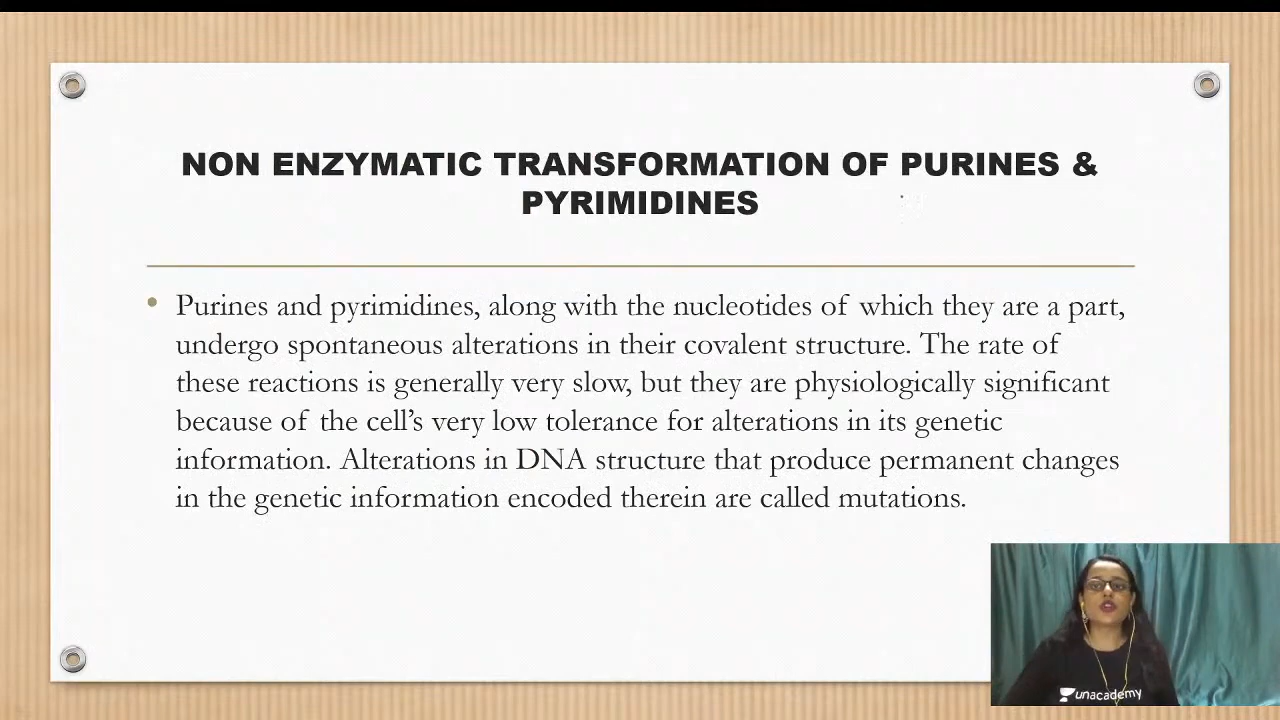 NON ENZYMATIC TRANSFORMATION OF PURINES &
PYRIMIDINES
• Purines and pyrimidines, along with the nucleotides of which they are a part,
undergo spontaneous alterations in their covalent structure. The rate of
these reactions is generally very slow, but they are physiologically significant
because of the cell’s very low tolerance for alterations in its genetic
information. Alterations in DNA structure that produce permanent changes
in the genetic information encoded therein are called mutations.
unacademy